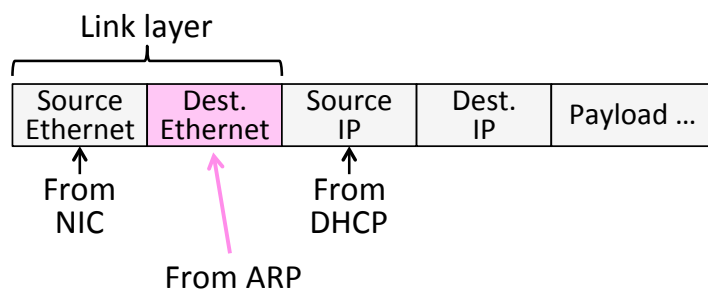 Link layer
Source Dest. Source Dest. Payload …
Ethernet Ethernet IP IP
From From
NIC DHCP
From ARP